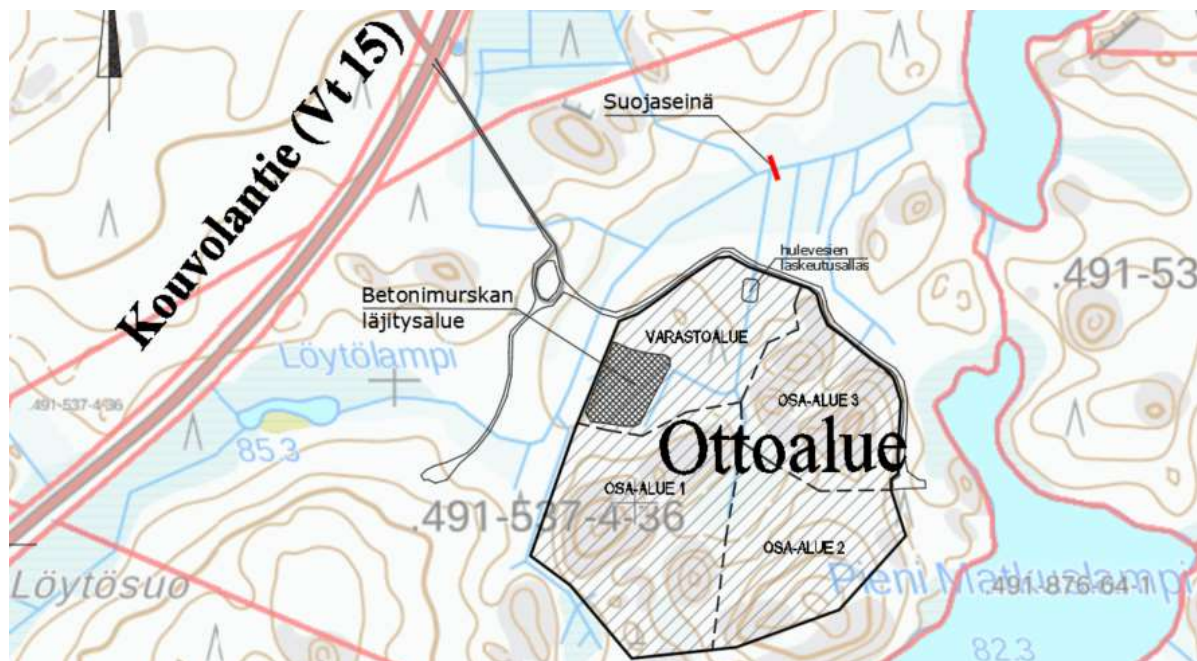 Kouvolantie (Vt 15)
Suojaseinä
hulevesien
laskeutusallas
.491-53
Betonimurskan
läjitysalue
VARASTOALUE
Löytölampi
.491-537-4-36
85.3
OSA-ALUE 3
Ottoalue
OSA-ALUE 1
.491-537-4-36
OSA-ALUE 2
Löytösuo
Pieni Matkuslampi
.491-876-64-1
82.3